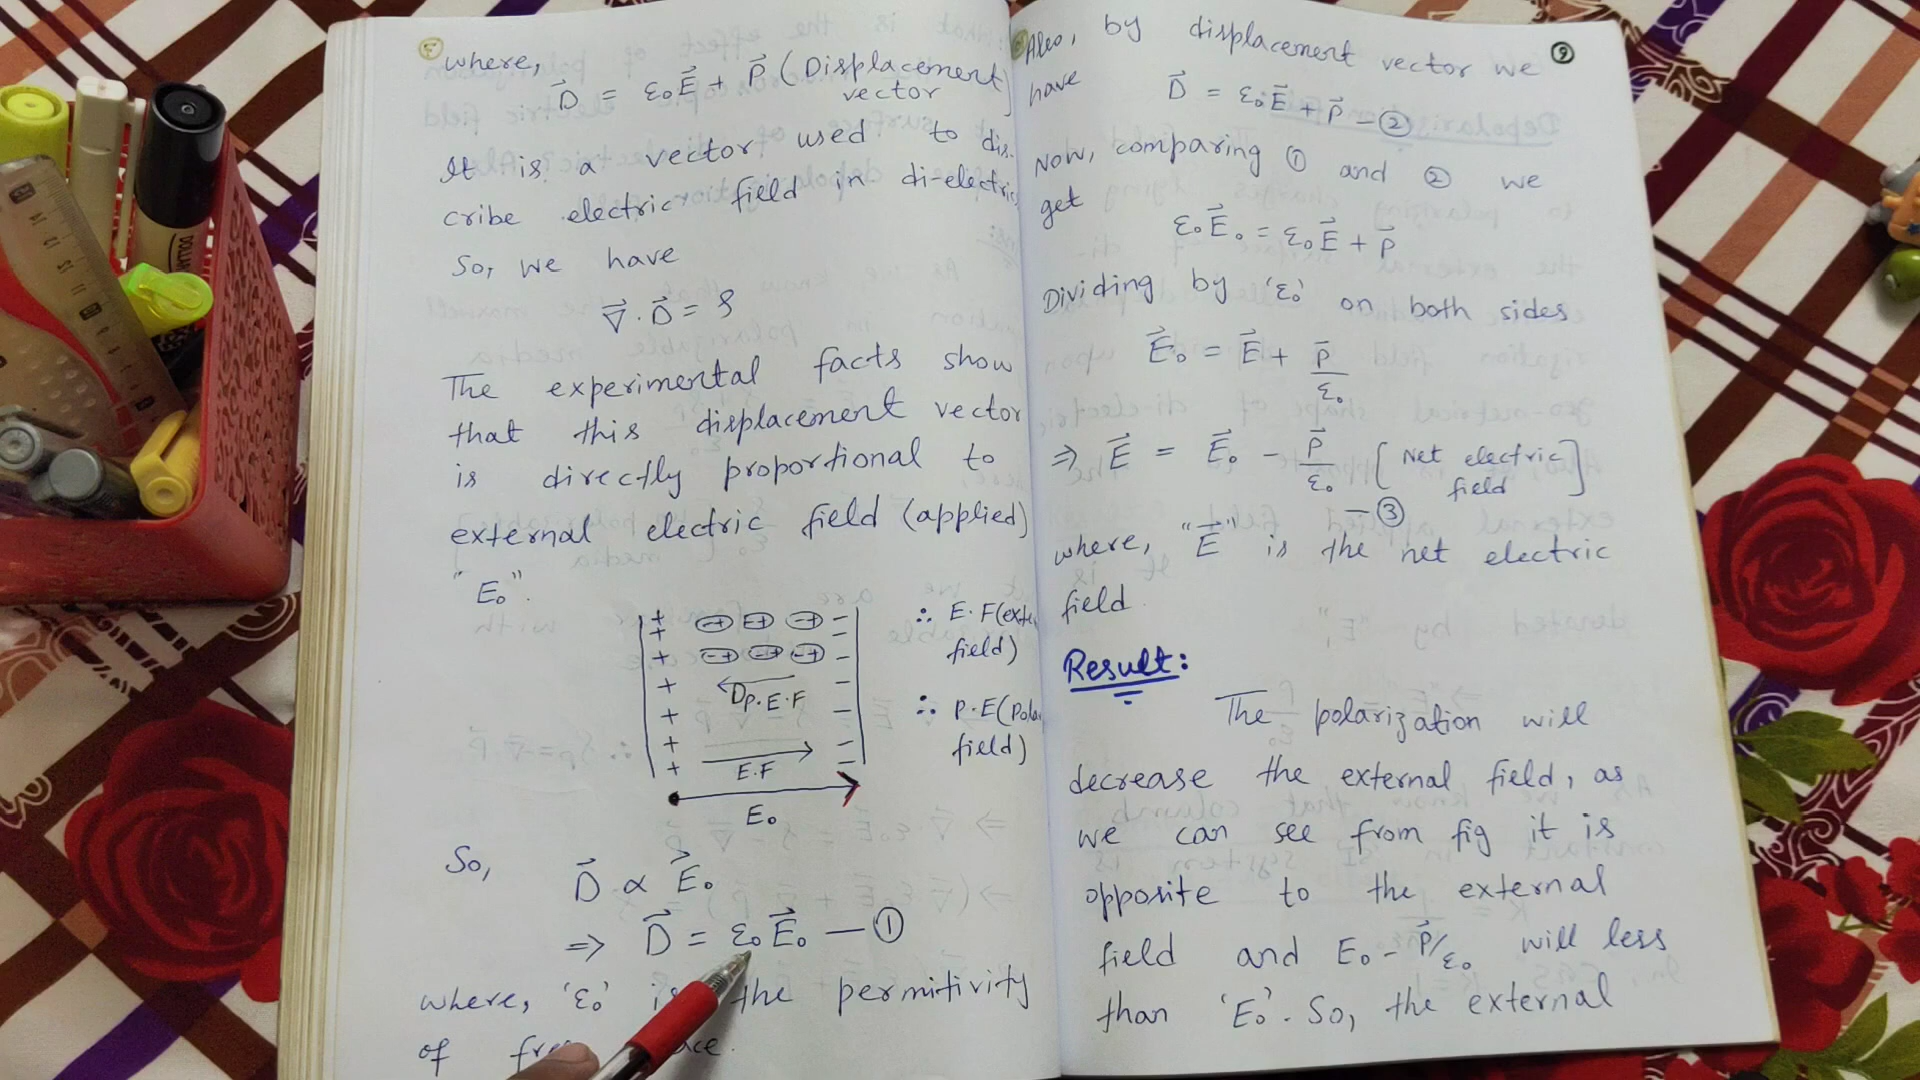 where,
D⃗ = ε₀E⃗ + P⃗ (Displacement
vector
It is a vector used to dis-
cribe electric field in di-electric
So, we have
∇⃗ . D⃗ = ρ
The experimental facts show
that this displacement vector
is directly proportional to
external electric field (applied)
"E₀".
∴ E.F (exte
field)
Dp.E.F
∴ P.E (Pola
field)
E.F
E₀
So,
D⃗ ∝ E⃗₀
⇒ D⃗ = ε₀E⃗₀ — ①
where, 'ε₀' is the permitivity
of
9
Also, by displacement vector we
have
D⃗ = ε₀E⃗ + P⃗ — ②
Now, comparing ① and ② we
get
ε₀E⃗₀ = ε₀E⃗ + P⃗
Dividing by 'ε₀' on both sides
E⃗₀ = E⃗ + P⃗/ε₀
⇒ E⃗ = E⃗₀ - P⃗/ε₀ [Net electric
field]
— ③
where, "E⃗" is the net electric
field
Result:
The polarization will
decrease the external field, as
we can see from fig it is
opposite to the external
field and E₀ - P⃗/ε₀ will less
than 'E₀'. So, the external